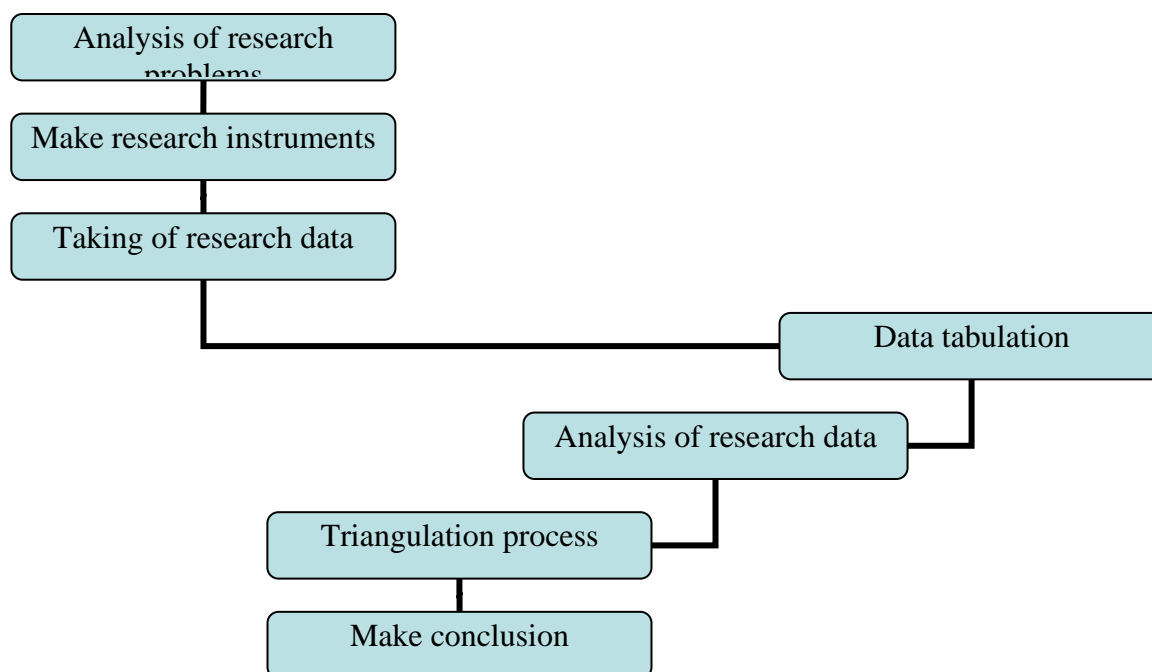 Analysis of research
problems
Make research instruments
Taking of research data
Data tabulation
Analysis of research data
Triangulation process
Make conclusion